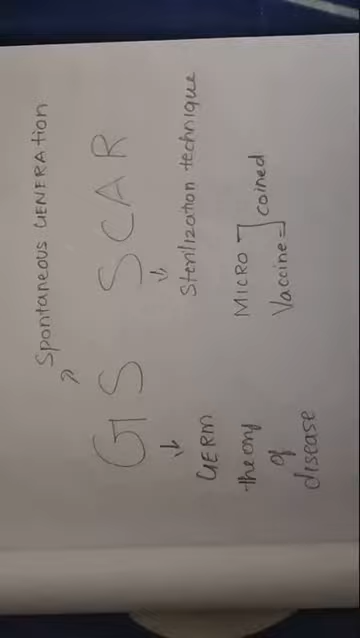 Spontaneous GENERATION
GS SCAR
GERM
theory
of
disease
Sterilization technique
MICRO
Vaccine = ] coined